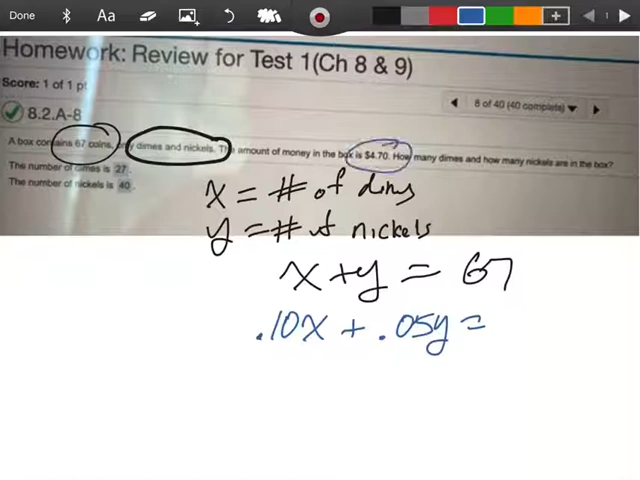 Done Aa 1
Homework: Review for Test 1(Ch 8 & 9)
Score: 1 of 1 pt
8 of 40 (40 complete)
8.2.A-8
A box contains 67 coins, only dimes and nickels. The amount of money in the box is $4.70. How many dimes and how many nickels are in the box?
The number of dimes is 27.
The number of nickels is 40.
x = # of dims
y = # of nickels
x + y = 67
.10x + .05y =